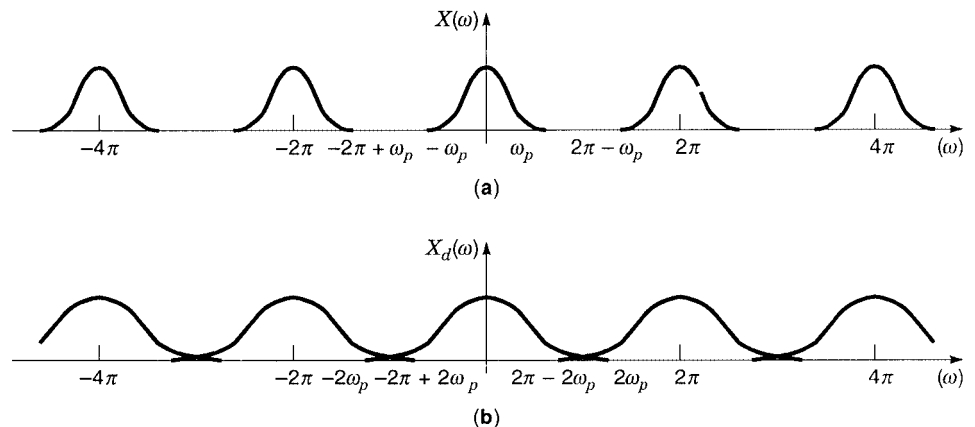 X(ω)
−4π −2π −2π + ω_p − ω_p ω_p 2π − ω_p 2π 4π (ω)
(a)
X_d(ω)
−4π −2π −2ω_p −2π + 2ω_p 2π − 2ω_p 2ω_p 2π 4π (ω)
(b)